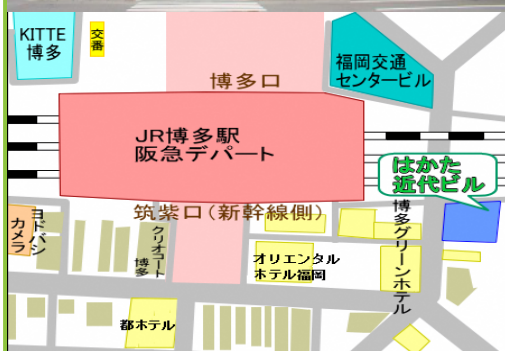 KITTE
博多
交番
福岡交通
センタービル
博多口
JR博多駅
阪急デパート
はかた
近代ビル
筑紫口(新幹線側)
ヨドバシ
カメラ
クリオコート
博多
オリエンタル
ホテル福岡
博多グリーンホテル
都ホテル